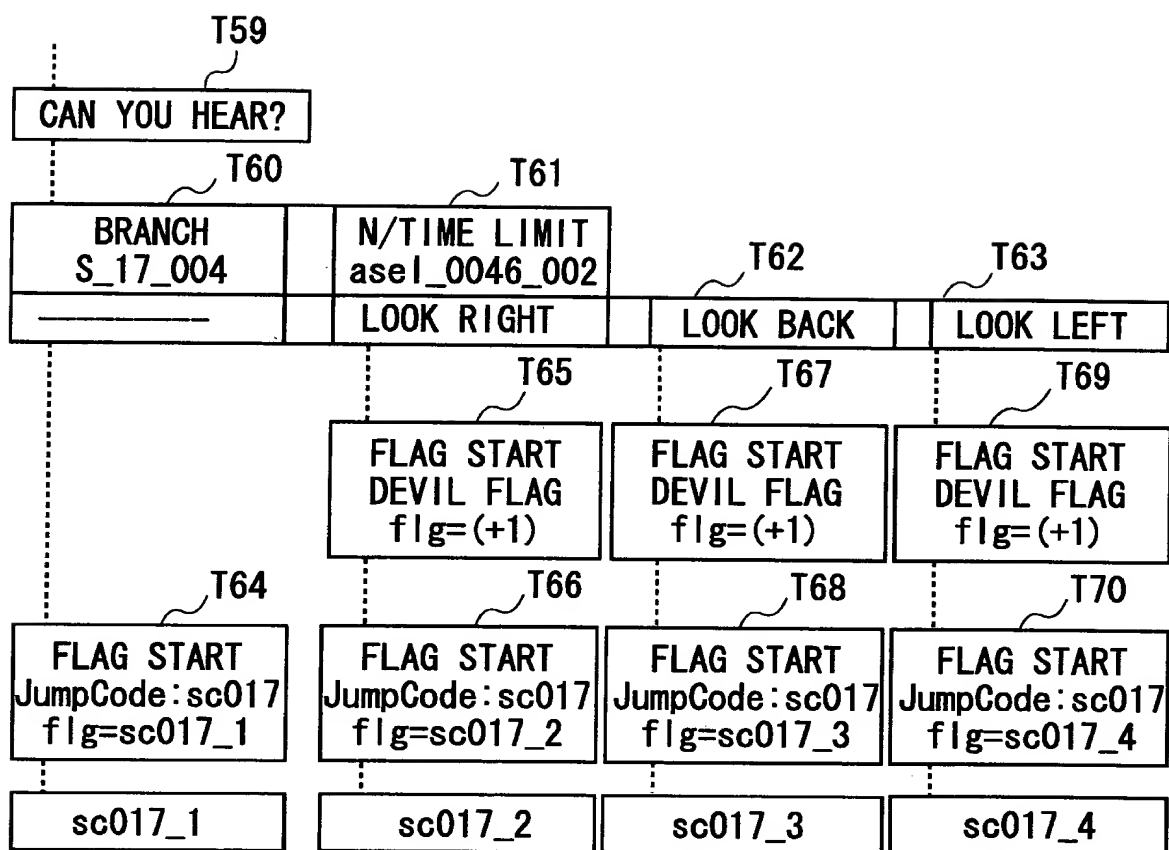 T59
CAN YOU HEAR?
T60
T61
BRANCH
S_17_004
N/TIME LIMIT
asel_0046_002
T62
T63
LOOK RIGHT
LOOK BACK
LOOK LEFT
T65
T67
T69
FLAG START
DEVIL FLAG
flg=(+1)
FLAG START
DEVIL FLAG
flg=(+1)
FLAG START
DEVIL FLAG
flg=(+1)
T64
T66
T68
T70
FLAG START
JumpCode:sc017
flg=sc017_1
FLAG START
JumpCode:sc017
flg=sc017_2
FLAG START
JumpCode:sc017
flg=sc017_3
FLAG START
JumpCode:sc017
flg=sc017_4
sc017_1
sc017_2
sc017_3
sc017_4